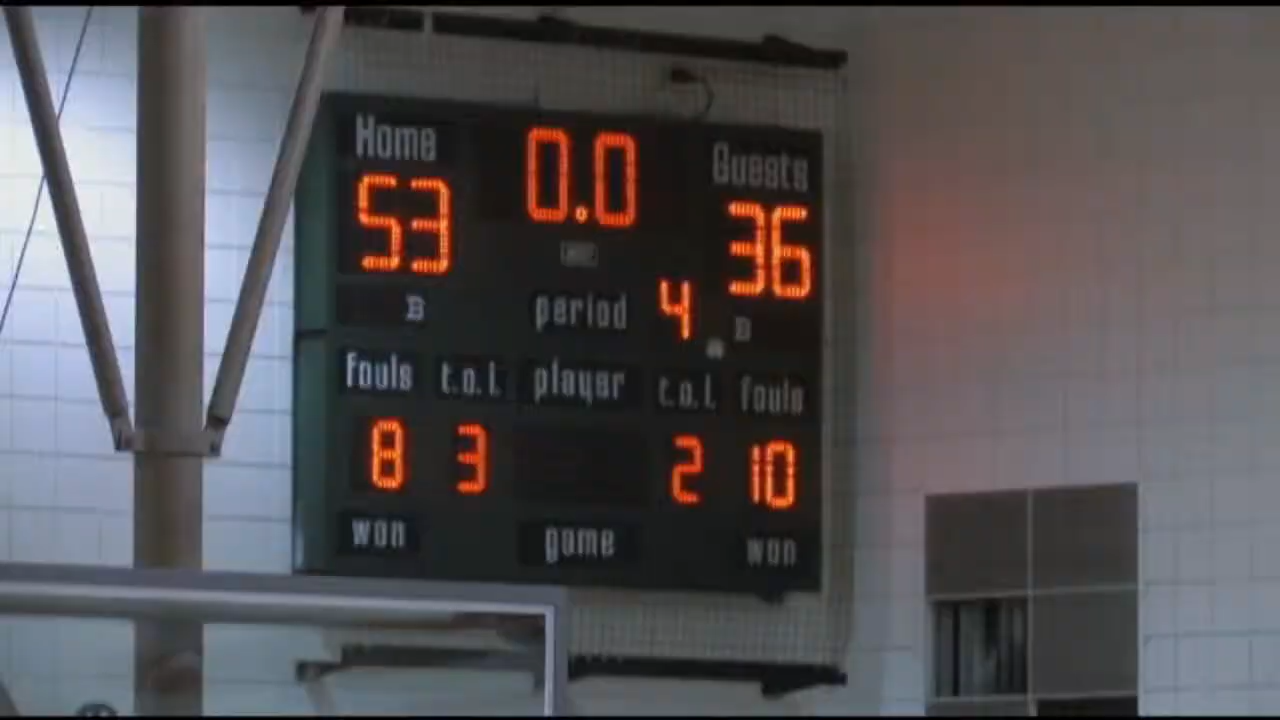 Home 0.0 Guests
53 36
B period 4 B
fouls t.o.l. player t.o.l. fouls
8 3 2 10
won game won